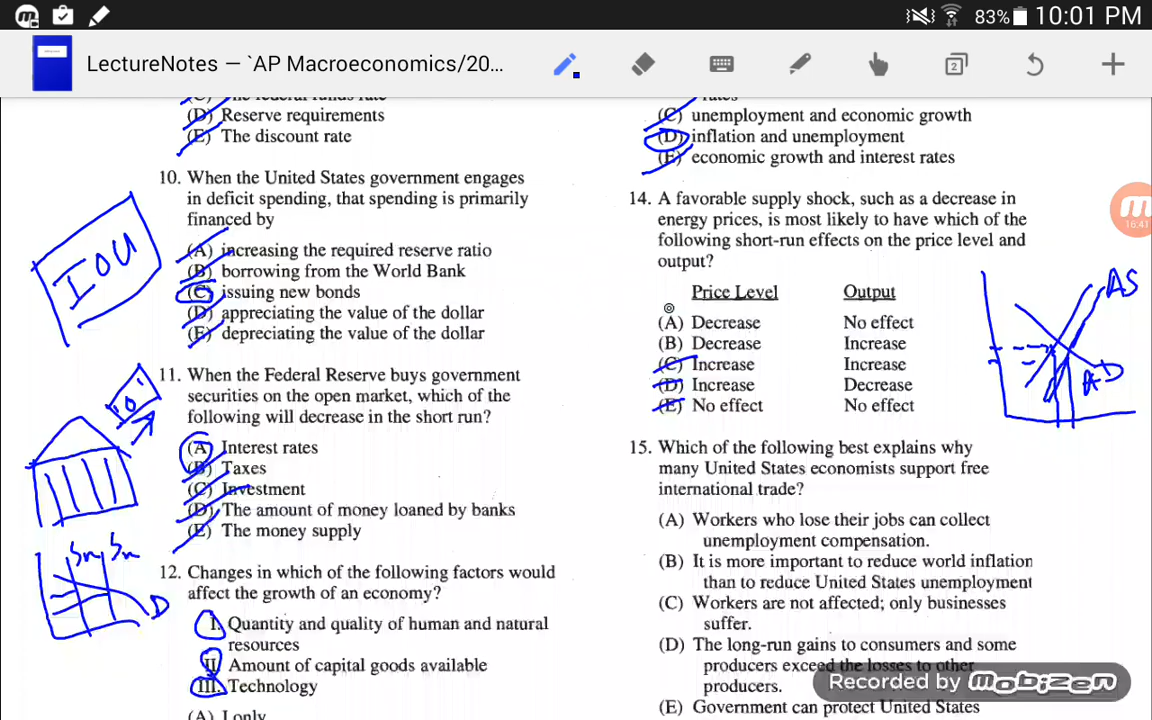 83% 10:01 PM
LectureNotes — `AP Macroeconomics/20...
2
(D) Reserve requirements
(E) The discount rate
10. When the United States government engages
in deficit spending, that spending is primarily
financed by
(A) increasing the required reserve ratio
(B) borrowing from the World Bank
(C) issuing new bonds
(D) appreciating the value of the dollar
(E) depreciating the value of the dollar
IOU
11. When the Federal Reserve buys government
securities on the open market, which of the
following will decrease in the short run?
(A) Interest rates
(B) Taxes
(C) Investment
(D) The amount of money loaned by banks
(E) The money supply
Sm Sm
D
12. Changes in which of the following factors would
affect the growth of an economy?
I. Quantity and quality of human and natural
resources
II. Amount of capital goods available
III. Technology
(A) I only
rates
(C) unemployment and economic growth
(D) inflation and unemployment
(E) economic growth and interest rates
14. A favorable supply shock, such as a decrease in
energy prices, is most likely to have which of the
following short-run effects on the price level and
output?
Price Level Output
(A) Decrease No effect
(B) Decrease Increase
(C) Increase Increase
(D) Increase Decrease
(E) No effect No effect
AS
AD
16:41
15. Which of the following best explains why
many United States economists support free
international trade?
(A) Workers who lose their jobs can collect
unemployment compensation.
(B) It is more important to reduce world inflation
than to reduce United States unemployment
(C) Workers are not affected; only businesses
suffer.
(D) The long-run gains to consumers and some
producers exceed the losses to other
producers.
(E) Government can protect United States
Recorded by mobizen